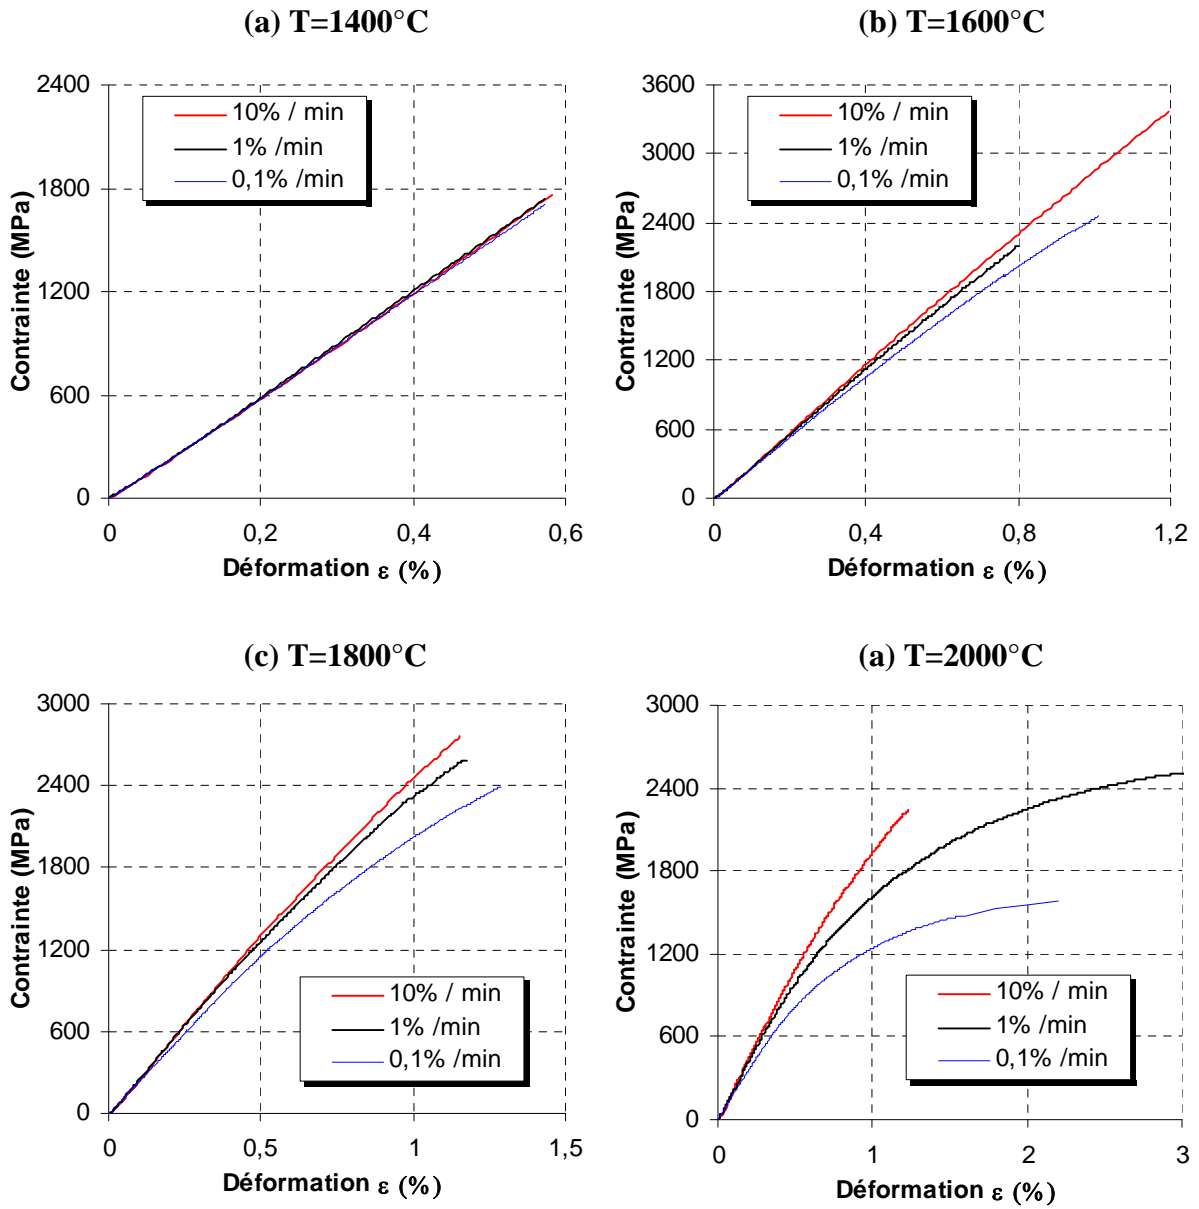 (a) T=1400°C
2400
1800
1200
600
0
Contrainte (MPa)
10% / min
1% /min
0,1% /min
0 0,2 0,4 0,6
Déformation ε (%)
(b) T=1600°C
3600
3000
2400
1800
1200
600
0
Contrainte (MPa)
10% / min
1% /min
0,1% /min
0 0,4 0,8 1,2
Déformation ε (%)
(c) T=1800°C
3000
2400
1800
1200
600
0
Contrainte (MPa)
10% / min
1% /min
0,1% /min
0 0,5 1 1,5
Déformation ε (%)
(a) T=2000°C
3000
2400
1800
1200
600
0
Contrainte (MPa)
10% / min
1% /min
0,1% /min
0 1 2 3
Déformation ε (%)